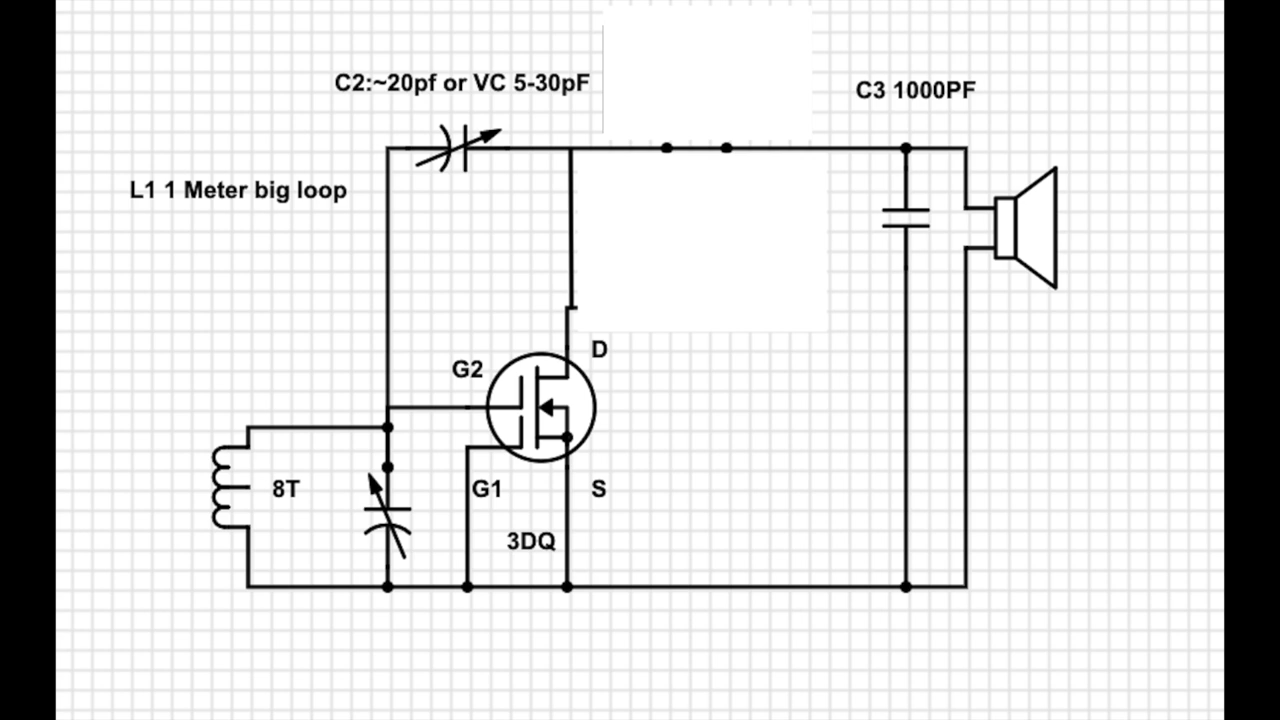 C2:~20pf or VC 5-30pF
C3 1000PF
L1 1 Meter big loop
D
G2
8T
G1
S
3DQ